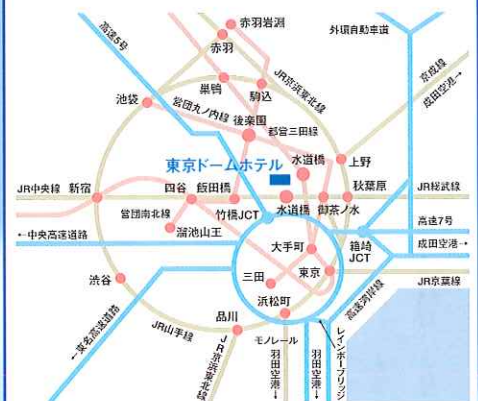 赤羽岩淵
高速5号
赤羽
外環自動車道
巣鴨
駒込
JR京浜東北線
京成線
成田空港→
池袋
営団丸ノ内線
後楽園
都営三田線
水道橋
上野
東京ドームホテル
JR中央線
新宿
四谷
飯田橋
秋葉原
JR総武線
営団南北線
竹橋JCT
水道橋
御茶ノ水
高速7号
←中央高速道路
溜池山王
大手町
箱崎
JCT
成田空港→
三田
東京
渋谷
JR京葉線
浜松町
高速湾岸線
←東名高速道路
JR山手線
品川
モノレール
レインボーブリッジ
JR京浜東北線
羽田空港→
羽田空港→